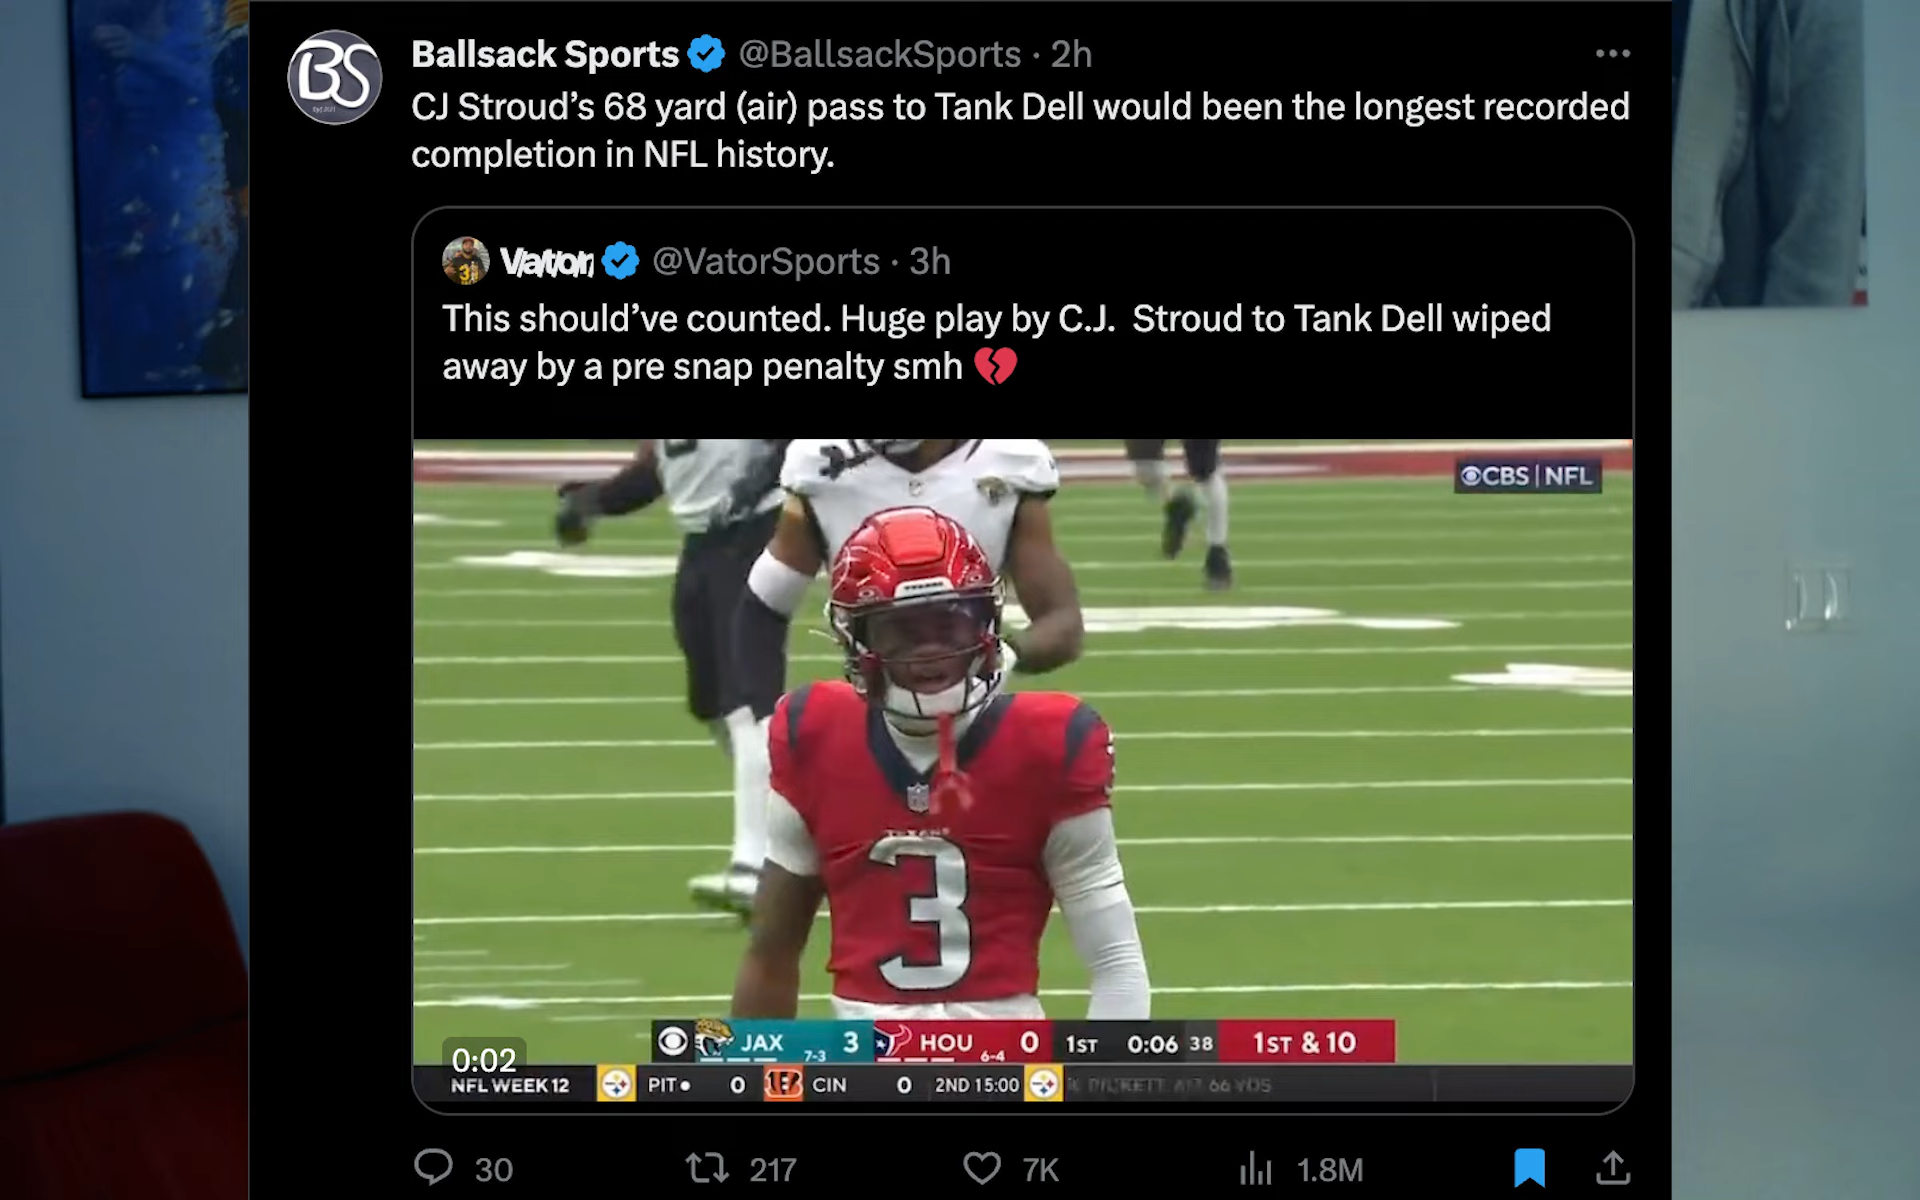 BS
Ballsack Sports @BallsackSports · 2h
CJ Stroud’s 68 yard (air) pass to Tank Dell would been the longest recorded
completion in NFL history.
Vator @VatorSports · 3h
This should’ve counted. Huge play by C.J. Stroud to Tank Dell wiped
away by a pre snap penalty smh 💔
CBS | NFL
TEXANS
3
JAX 7-3 3 HOU 6-4 0 1ST 0:06 38 1ST & 10
0:02
NFL WEEK 12 PIT 0 CIN 0 2ND 15:00 66 YDS
30 217 7K 1.8M